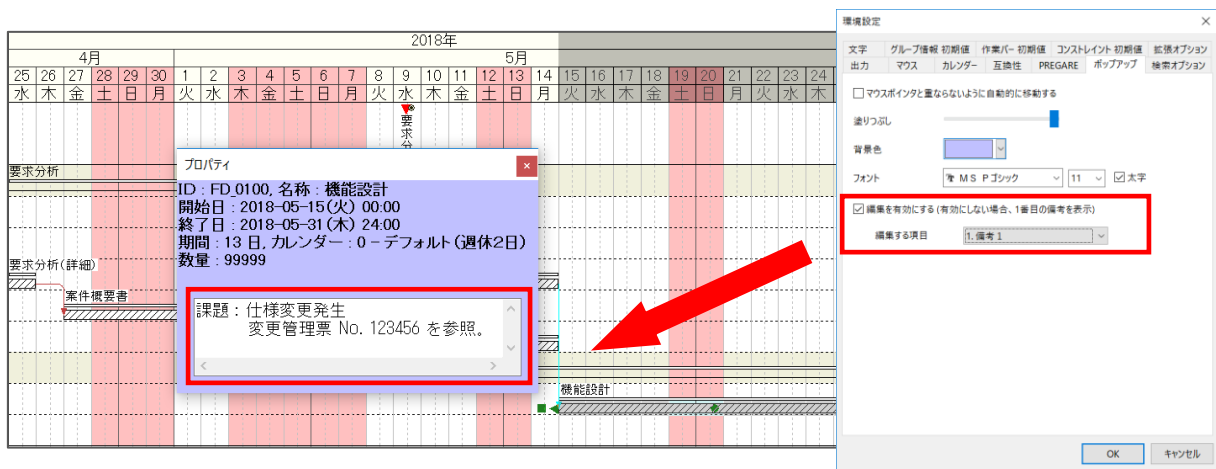 2018年
4月 5月
25 26 27 28 29 30 1 2 3 4 5 6 7 8 9 10 11 12 13 14 15 16 17 18 19 20 21 22 23 24
水 木 金 土 日 月 火 水 木 金 土 日 月 火 水 木 金 土 日 月 火 水 木 金 土 日 月 火 水 木
要求分
要求分析
要求分析(詳細)
案件概要書
機能設計
プロパティ
ID : FD_0100, 名称 : 機能設計
開始日 : 2018-05-15(火) 00:00
終了日 : 2018-05-31(木) 24:00
期間 : 13 日, カレンダー : 0 - デフォルト (週休2日)
数量 : 99999
課題 : 仕様変更発生
変更管理票 No. 123456 を参照。
環境設定
文字 グループ情報 初期値 作業バー 初期値 コンストレイント 初期値 拡張オプション
出力 マウス カレンダー 互換性 PREGARE ポップアップ 検索オプション
マウスポインタと重ならないように自動的に移動する
塗りつぶし
背景色
フォント MS Pゴシック 11 太字
編集を有効にする (有効にしない場合、1番目の備考を表示)
編集する項目 1. 備考1
OK キャンセル